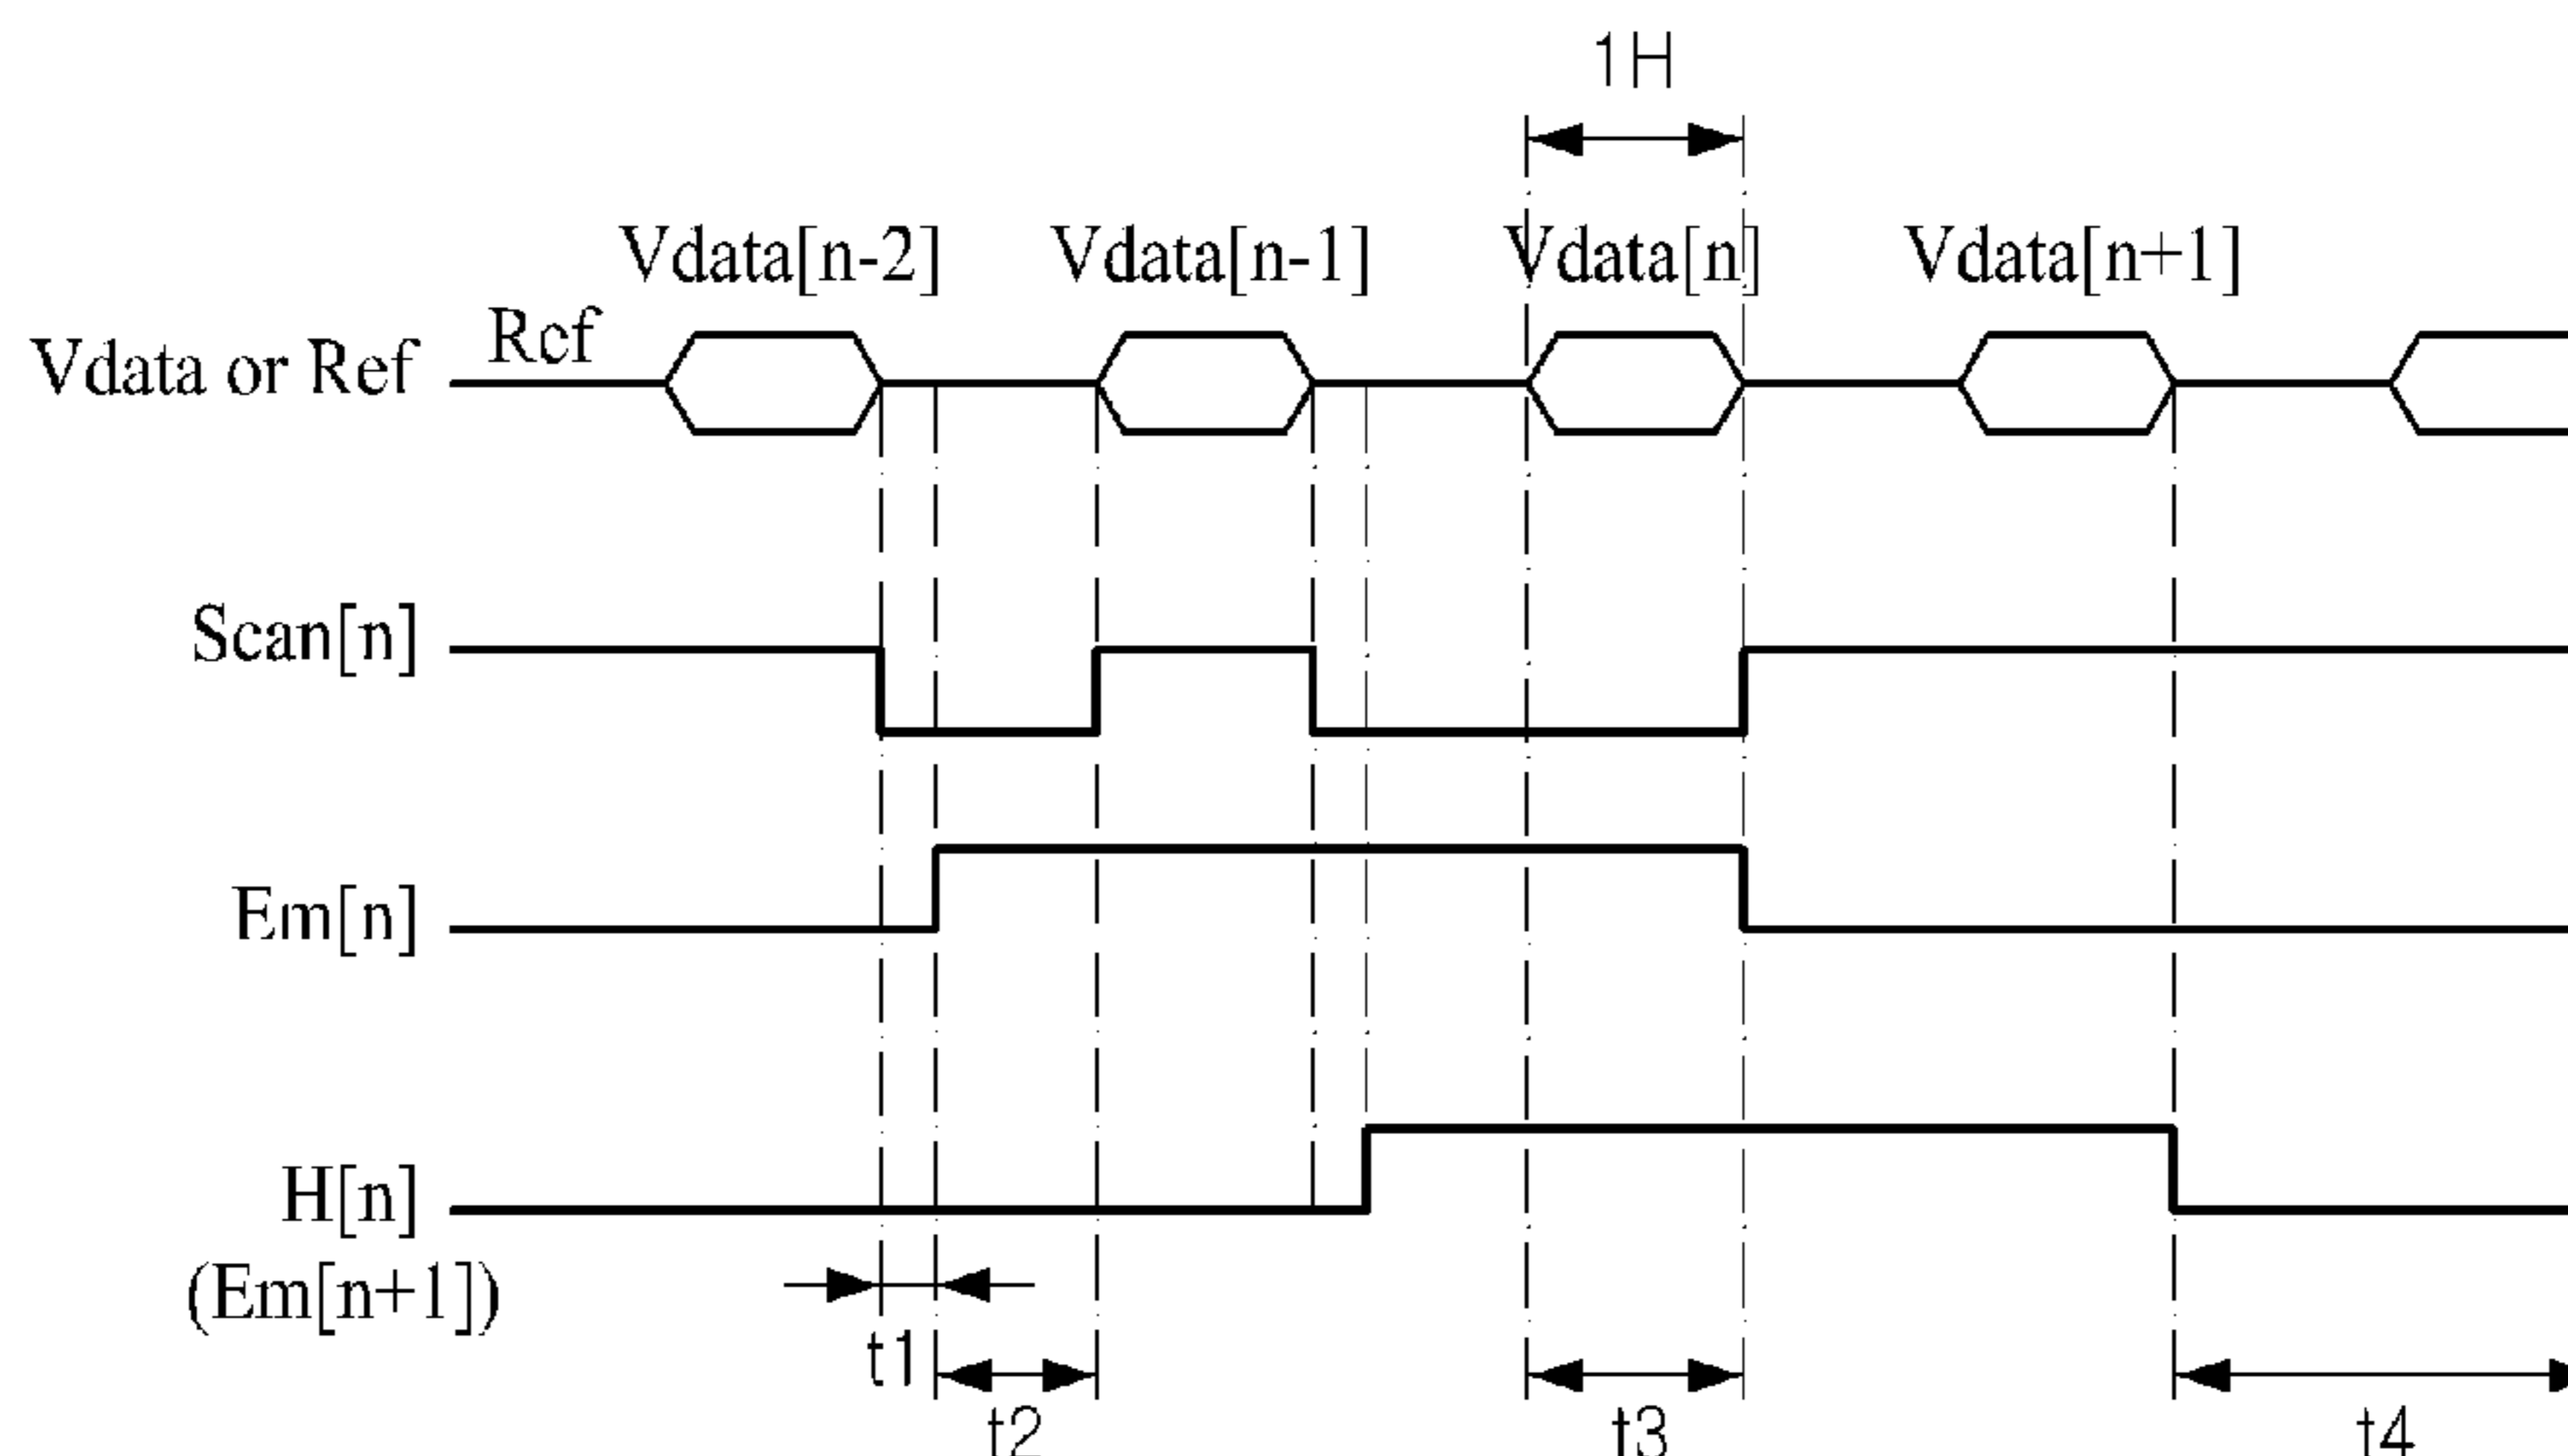 1H
Vdata[n-2] Vdata[n-1] Vdata[n] Vdata[n+1]
Vdata or Ref Ref
Scan[n]
Em[n]
H[n]
(Em[n+1])
t1
t2 t3 t4